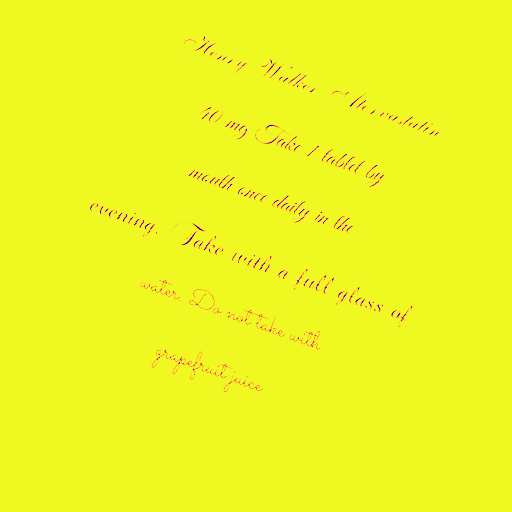 Henry Walker Atorvastatin
40 mg Take 1 tablet by
mouth once daily in the
evening. Take with a full glass of
water. Do not take with
grapefruit juice.